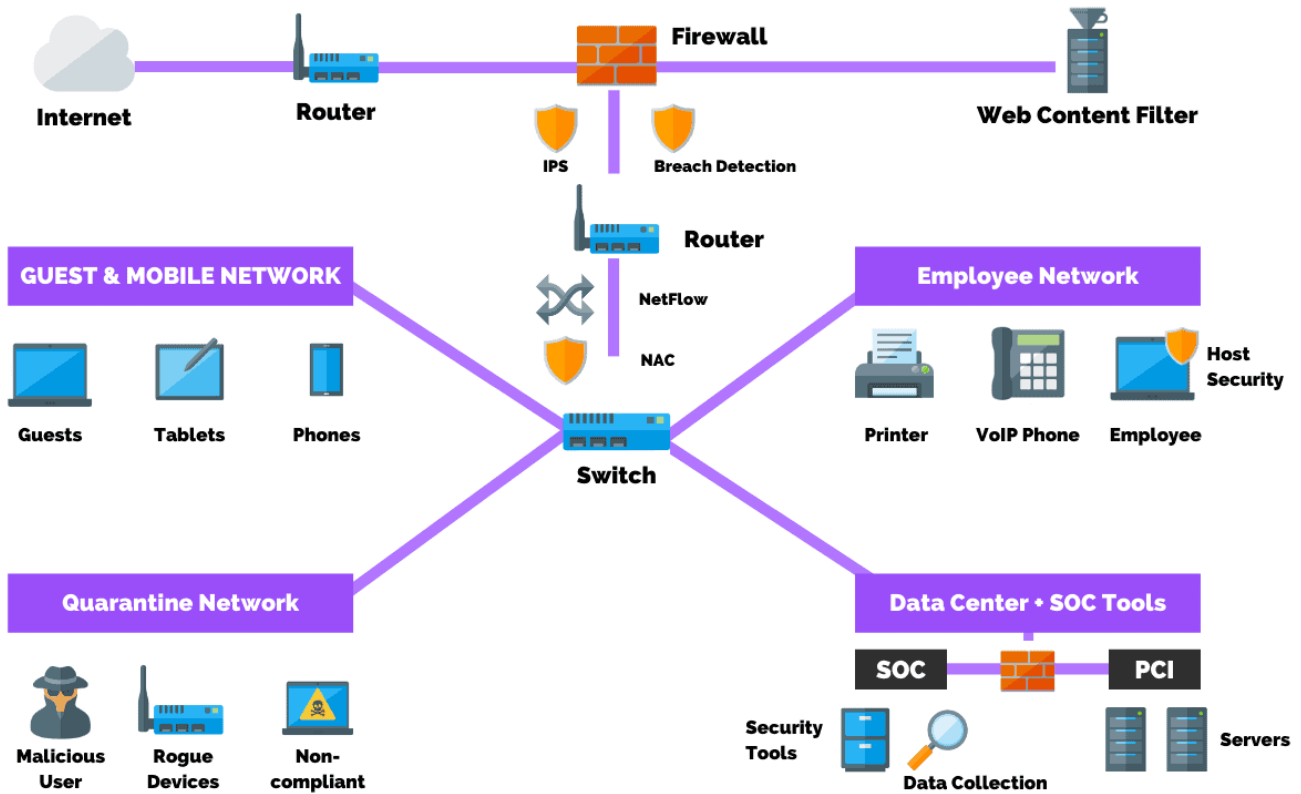 Internet
Router
Firewall
Web Content Filter
IPS
Breach Detection
Router
NetFlow
NAC
GUEST & MOBILE NETWORK
Guests
Tablets
Phones
Employee Network
Printer
VoIP Phone
Employee
Host
Security
Switch
Quarantine Network
Malicious
User
Rogue
Devices
Non-
compliant
Data Center + SOC Tools
SOC
PCI
Security
Tools
Data Collection
Servers